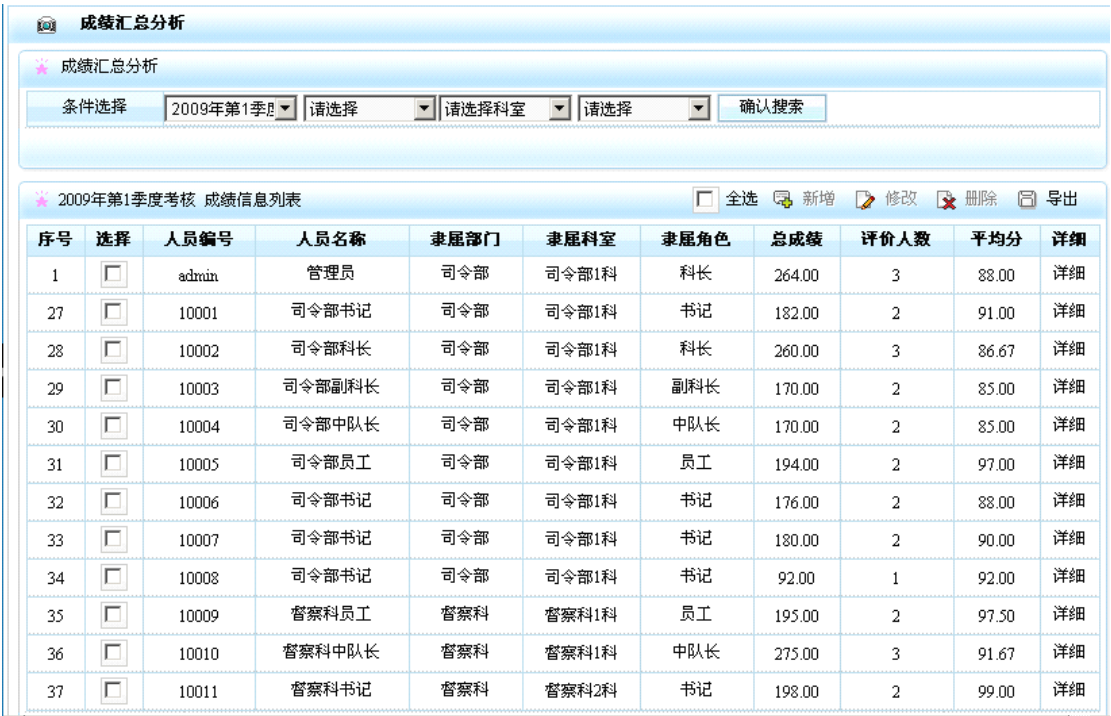 成绩汇总分析
成绩汇总分析
条件选择 2009年第1季度 请选择 请选择科室 请选择 确认搜索
2009年第1季度考核 成绩信息列表 全选 新增 修改 删除 导出
序号 选择 人员编号 人员名称 隶属部门 隶属科室 隶属角色 总成绩 评价人数 平均分 详细
1 admin 管理员 司令部 司令部1科 科长 264.00 3 88.00 详细
27 10001 司令部书记 司令部 司令部1科 书记 182.00 2 91.00 详细
28 10002 司令部科长 司令部 司令部1科 科长 260.00 3 86.67 详细
29 10003 司令部副科长 司令部 司令部1科 副科长 170.00 2 85.00 详细
30 10004 司令部中队长 司令部 司令部1科 中队长 170.00 2 85.00 详细
31 10005 司令部员工 司令部 司令部1科 员工 194.00 2 97.00 详细
32 10006 司令部书记 司令部 司令部1科 书记 176.00 2 88.00 详细
33 10007 司令部书记 司令部 司令部1科 书记 180.00 2 90.00 详细
34 10008 司令部书记 司令部 司令部1科 书记 92.00 1 92.00 详细
35 10009 督察科员工 督察科 督察科1科 员工 195.00 2 97.50 详细
36 10010 督察科中队长 督察科 督察科1科 中队长 275.00 3 91.67 详细
37 10011 督察科书记 督察科 督察科2科 书记 198.00 2 99.00 详细